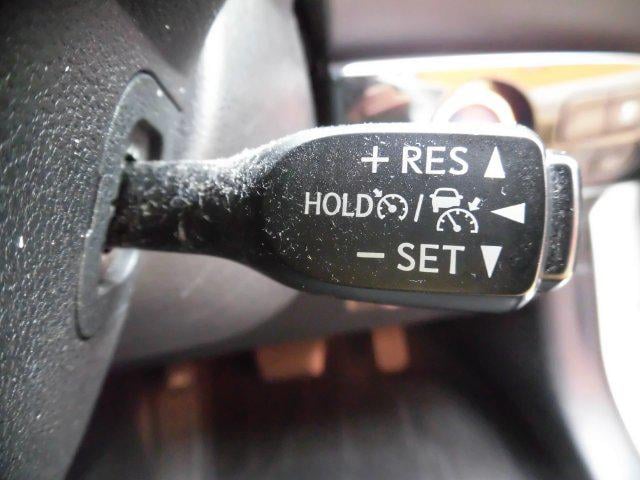 + RES
HOLD /
− SET